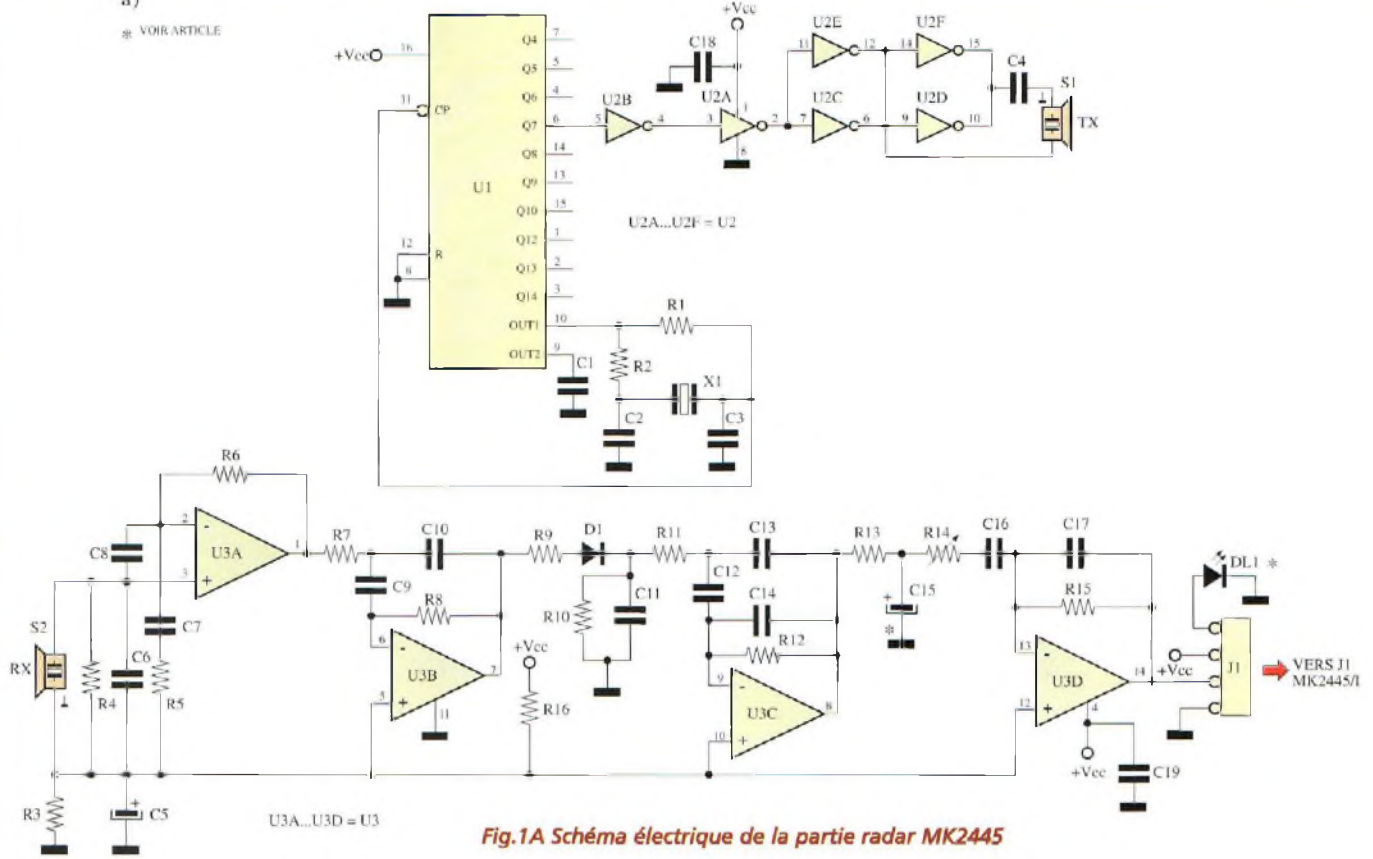 a)
* VOIR ARTICLE
+Vcc
16
11
CP
U1
12
R
8
Q4 7
Q5 5
Q6 4
Q7 6
Q8 14
Q9 13
Q10 15
Q12 1
Q13 2
Q14 3
OUT1 10
OUT2 9
U2B
5
4
C18
+Vcc
U2A
3
1
2
8
U2E
11
12
U2F
14
15
U2C
7
6
U2D
9
10
C4
S1
TX
U2A...U2F = U2
R1
R2
C1
X1
C2
C3
R6
2
-
3
+
U3A
1
C8
S2
RX
R4
C6
C7
R5
R3
+
C5
R7
C10
C9
R8
6
-
5
+
U3B
7
11
R9
D1
R10
C11
+Vcc
R16
R11
C13
C12
C14
R12
9
-
10
+
U3C
8
R13
R14
+
C15
*
C16
C17
R15
13
-
12
+
U3D
14
4
+Vcc
C19
DL1 *
+Vcc
J1
VERS J1
MK2445/1
U3A...U3D = U3
Fig.1A Schéma électrique de la partie radar MK2445